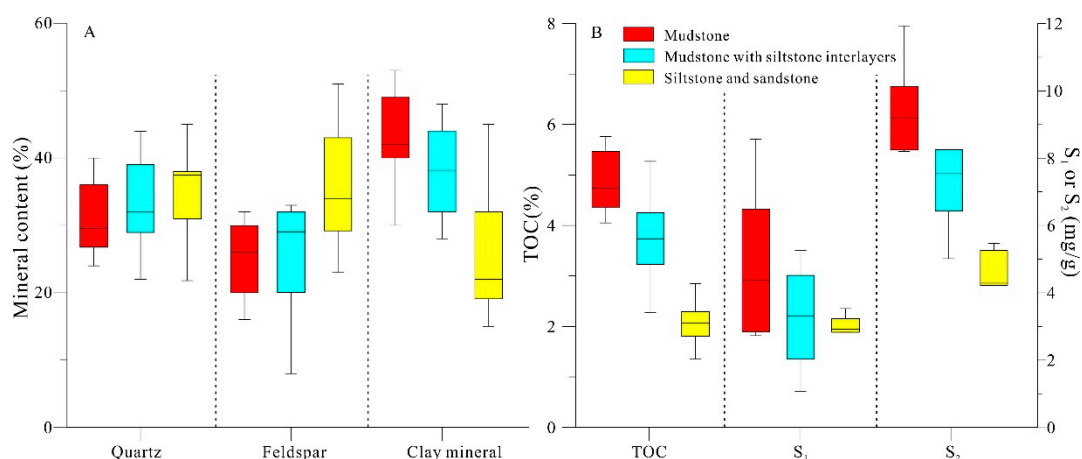 A
Mineral content (%)
60
40
20
0
Quartz
Feldspar
Clay mineral
B
Mudstone
Mudstone with siltstone interlayers
Siltstone and sandstone
TOC(%)
8
6
4
2
0
TOC
S₁
S₂
12
10
8
6
4
2
0
S₁ or S₂ (mg/g)